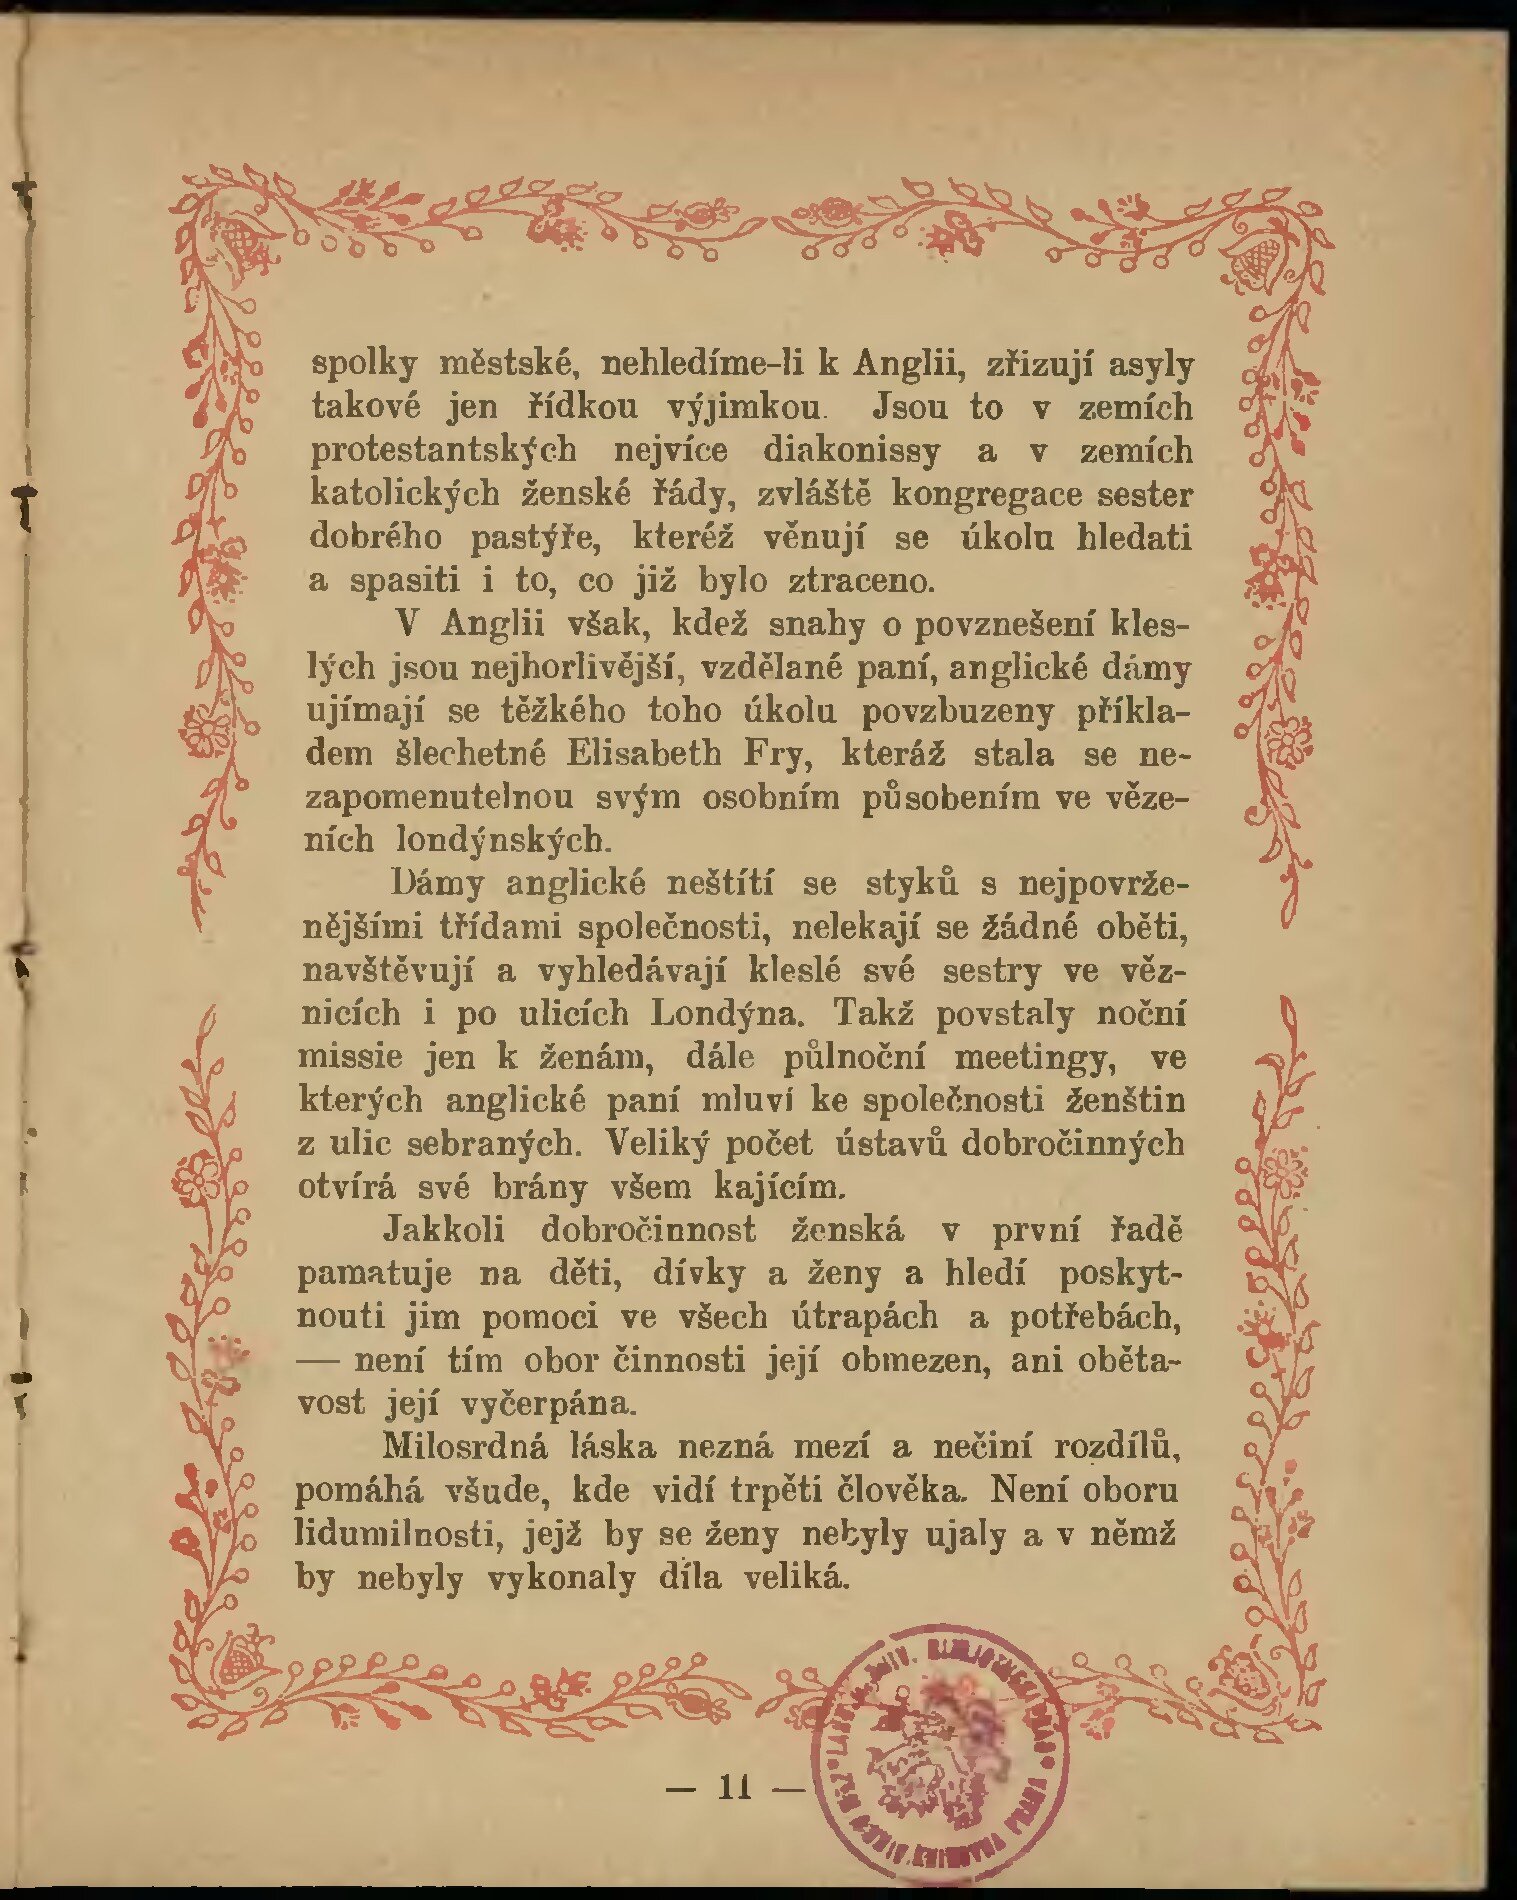 spolky městské, nehledíme-li k Anglii, zřizují asyly
takové jen řídkou výjimkou. Jsou to v zemích
protestantských nejvíce diakonissy a v zemích
katolických ženské řády, zvláště kongregace sester
dobrého pastýře, kteréž věnují se úkolu hledati
a spasiti i to, co již bylo ztraceno.
V Anglii však, kdež snahy o povznešení kles-
lých jsou nejhorlivější, vzdělané paní, anglické dámy
ujímají se těžkého toho úkolu povzbuzeny příkla-
dem šlechetné Elisabeth Fry, kteráž stala se ne-
zapomenutelnou svým osobním působením ve věze-
ních londýnských.
Dámy anglické neštítí se styků s nejpovrže-
nějšími třídami společnosti, nelekají se žádné oběti,
navštěvují a vyhledávají kleslé své sestry ve věz-
nicích i po ulicích Londýna. Takž povstaly noční
missie jen k ženám, dále půlnoční meetingy, ve
kterých anglické paní mluví ke společnosti ženštin
z ulic sebraných. Veliký počet ústavů dobročinných
otvírá své brány všem kajícím.
Jakkoli dobročinnost ženská v první řadě
pamatuje na děti, dívky a ženy a hledí poskyt-
nouti jim pomoci ve všech útrapách a potřebách,
— není tím obor činnosti její obmezen, ani oběta-
vost její vyčerpána.
Milosrdná láska nezná mezí a nečiní rozdílů,
pomáhá všude, kde vidí trpěti člověka. Není oboru
lidumilnosti, jejž by se ženy nebyly ujaly a v němž
by nebyly vykonaly díla veliká.
— 11 —